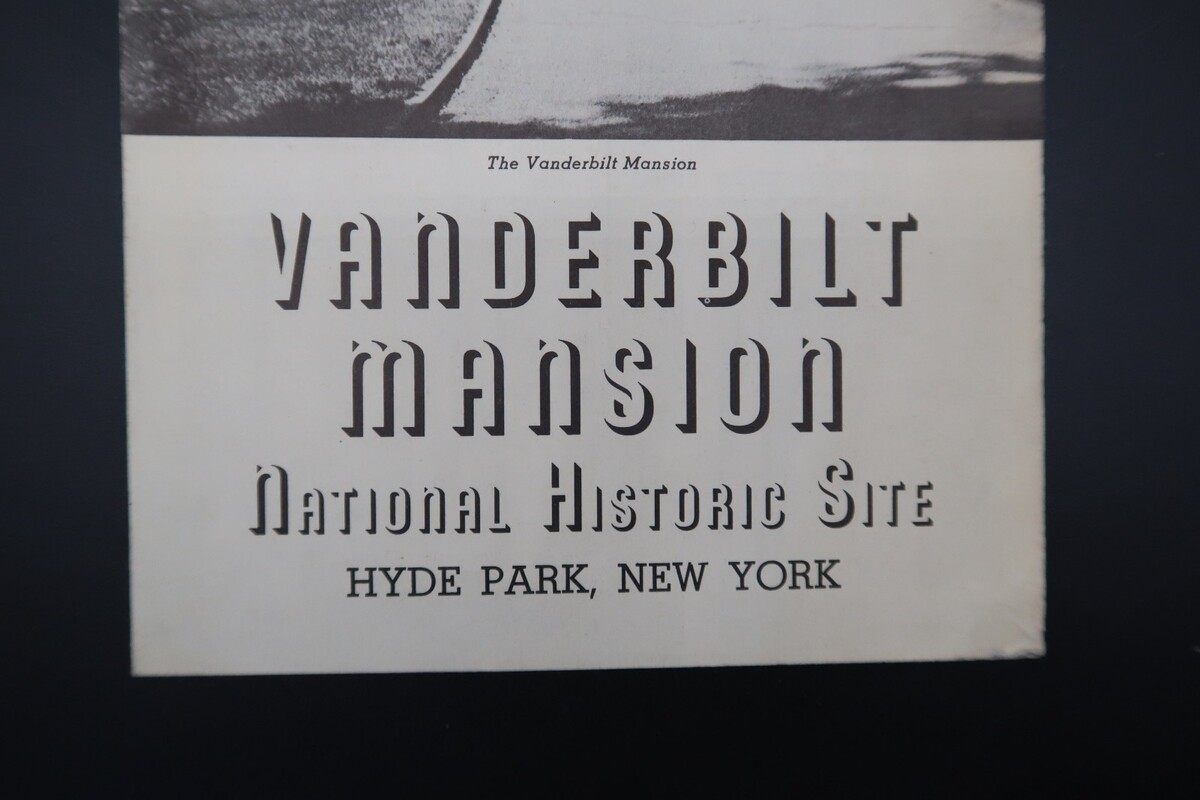 The Vanderbilt Mansion
VANDERBILT
MANSION
NATIONAL HISTORIC SITE
HYDE PARK, NEW YORK